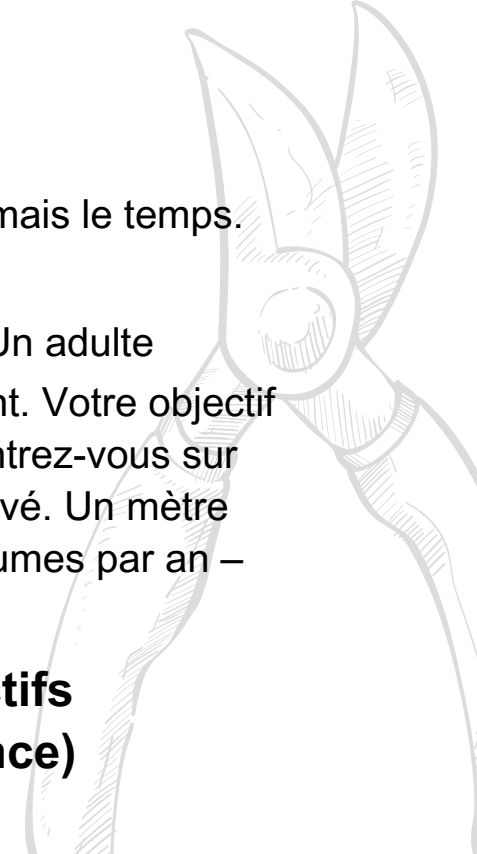 mais le temps.
Un adulte
nt. Votre objectif
ntrez-vous sur
vé. Un mètre
umes par an –
tifs
nce)